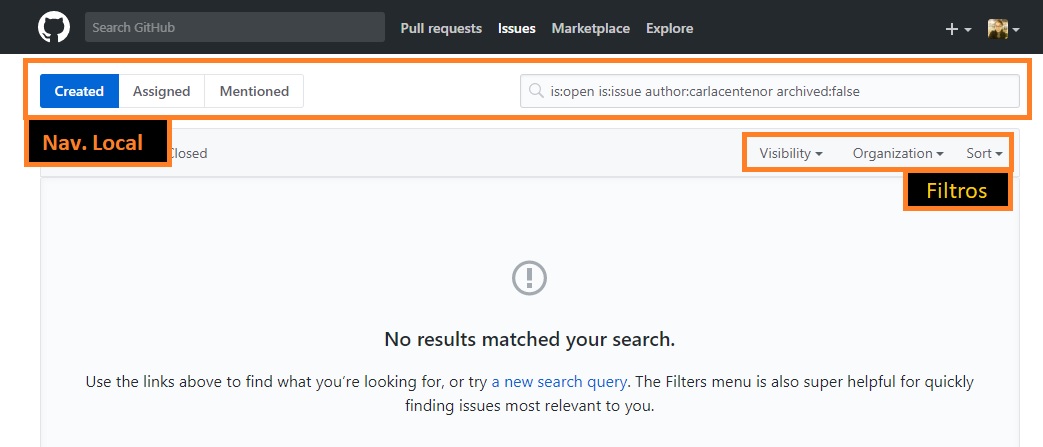 Search GitHub Pull requests Issues Marketplace Explore
Created Assigned Mentioned is:open is:issue author:carlacentenor archived:false
Nav. Local Closed Visibility Organization Sort
Filtros
No results matched your search.
Use the links above to find what you’re looking for, or try a new search query. The Filters menu is also super helpful for quickly
finding issues most relevant to you.